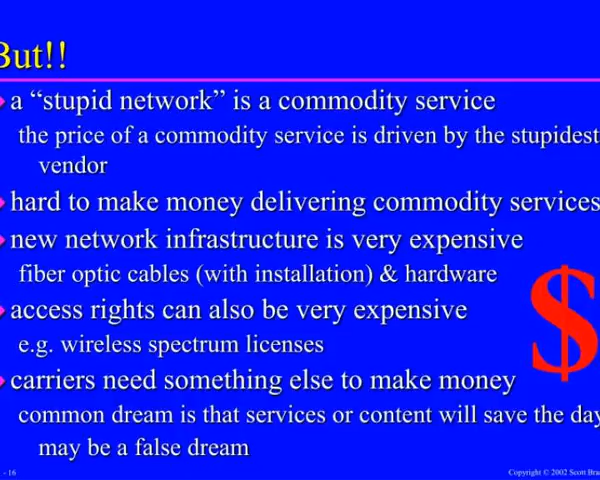 But!!
a “stupid network” is a commodity service
the price of a commodity service is driven by the stupidest
vendor
hard to make money delivering commodity services
new network infrastructure is very expensive
fiber optic cables (with installation) & hardware
$
access rights can also be very expensive
e.g. wireless spectrum licenses
carriers need something else to make money
common dream is that services or content will save the day
may be a false dream
- 16
Copyright © 2002 Scott